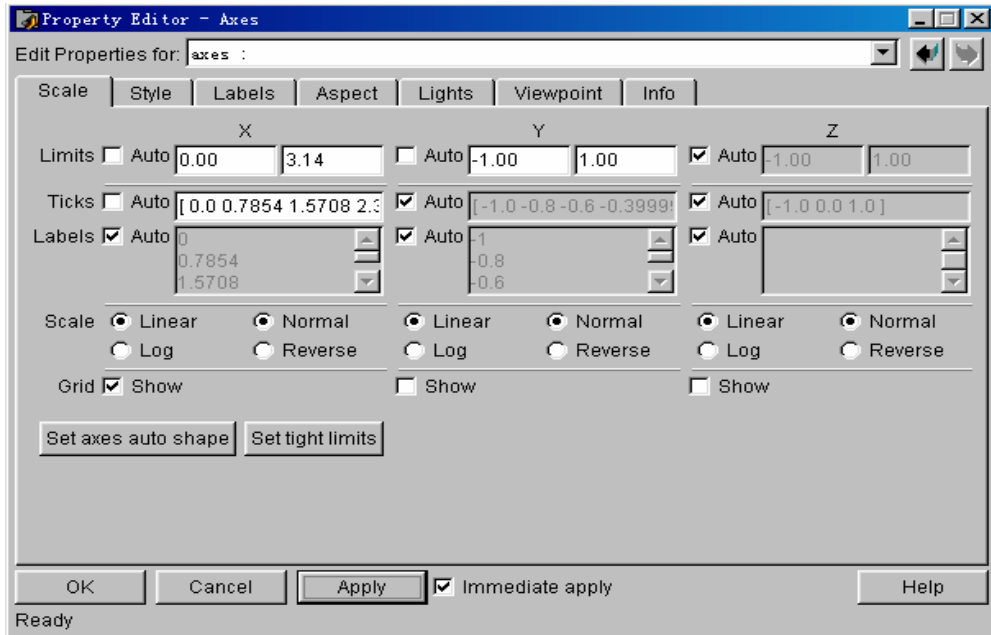 Property Editor - Axes
Edit Properties for: axes :
Scale Style Labels Aspect Lights Viewpoint Info
X Y Z
Limits Auto 0.00 3.14 Auto -1.00 1.00 Auto -1.00 1.00
Ticks Auto [ 0.0 0.7854 1.5708 2.3 Auto [ -1.0 -0.8 -0.6 -0.3999 Auto [ -1.0 0.0 1.0 ]
Labels Auto 0 Auto -1 Auto
0.7854 -0.8
1.5708 -0.6
Scale Linear Normal Linear Normal Linear Normal
Log Reverse Log Reverse Log Reverse
Grid Show Show Show
Set axes auto shape Set tight limits
OK Cancel Apply Immediate apply Help
Ready